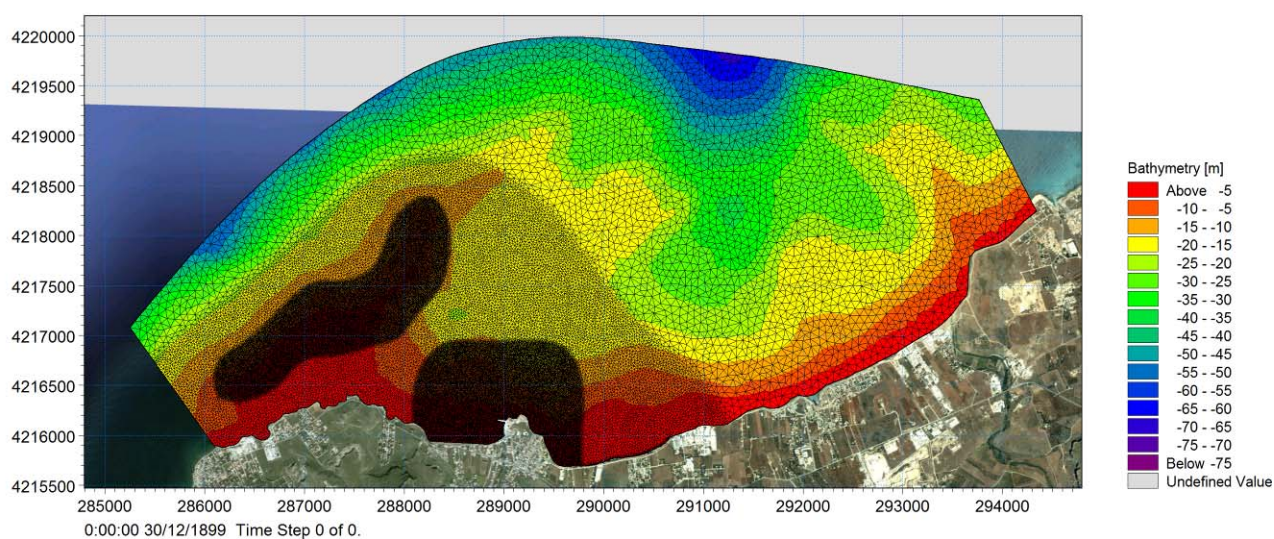 4220000
4219500
4219000
4218500
4218000
4217500
4217000
4216500
4216000
4215500
285000 286000 287000 288000 289000 290000 291000 292000 293000 294000
0:00:00 30/12/1899 Time Step 0 of 0.
Bathymetry [m]
Above -5
-10 - -5
-15 - -10
-20 - -15
-25 - -20
-30 - -25
-35 - -30
-40 - -35
-45 - -40
-50 - -45
-55 - -50
-60 - -55
-65 - -60
-70 - -65
-75 - -70
Below -75
Undefined Value